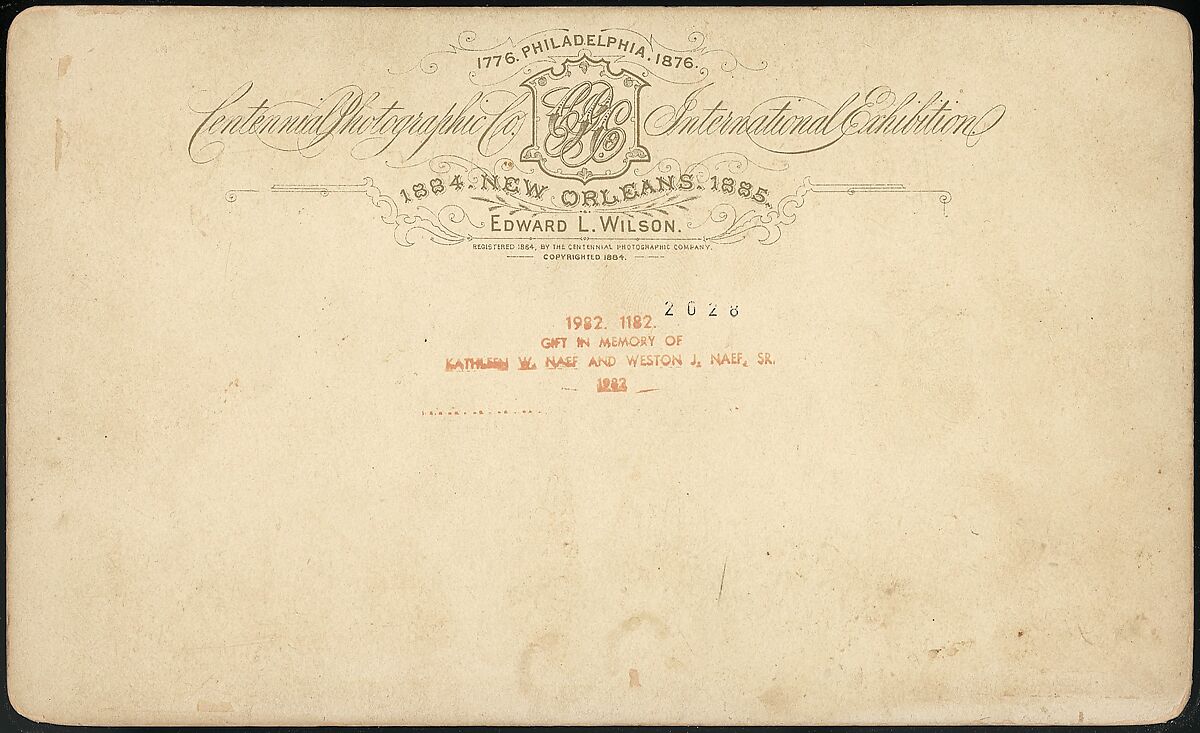 1776. PHILADELPHIA. 1876.
Centennial Photographic Co. CPC International Exhibition
1884. NEW ORLEANS. 1885.
EDWARD L. WILSON.
REGISTERED 1884, BY THE CENTENNIAL PHOTOGRAPHIC COMPANY.
COPYRIGHTED 1884.
2028
1982. 1182.
GIFT IN MEMORY OF
KATHLEEN W. NAEF AND WESTON J. NAEF, SR.
1982